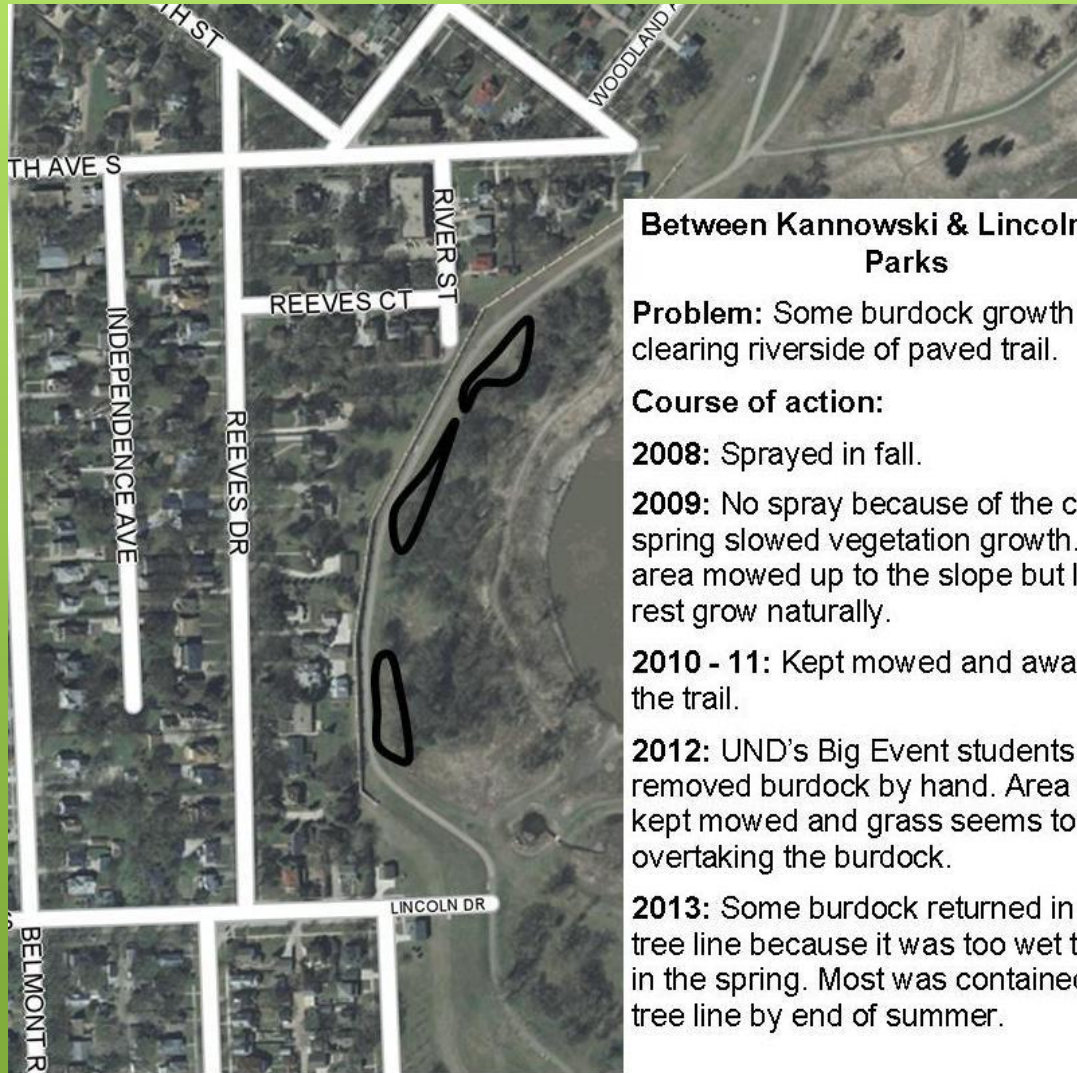 TH ST
WOODLAND
TH AVE S
RIVER ST
REEVES CT
INDEPENDENCE AVE
REEVES DR
LINCOLN DR
BELMONT R
Between Kannowski & Lincoln
Parks
Problem: Some burdock growth
clearing riverside of paved trail.
Course of action:
2008: Sprayed in fall.
2009: No spray because of the c
spring slowed vegetation growth.
area mowed up to the slope but l
rest grow naturally.
2010 - 11: Kept mowed and awa
the trail.
2012: UND's Big Event students
removed burdock by hand. Area
kept mowed and grass seems to
overtaking the burdock.
2013: Some burdock returned in
tree line because it was too wet t
in the spring. Most was contained
tree line by end of summer.